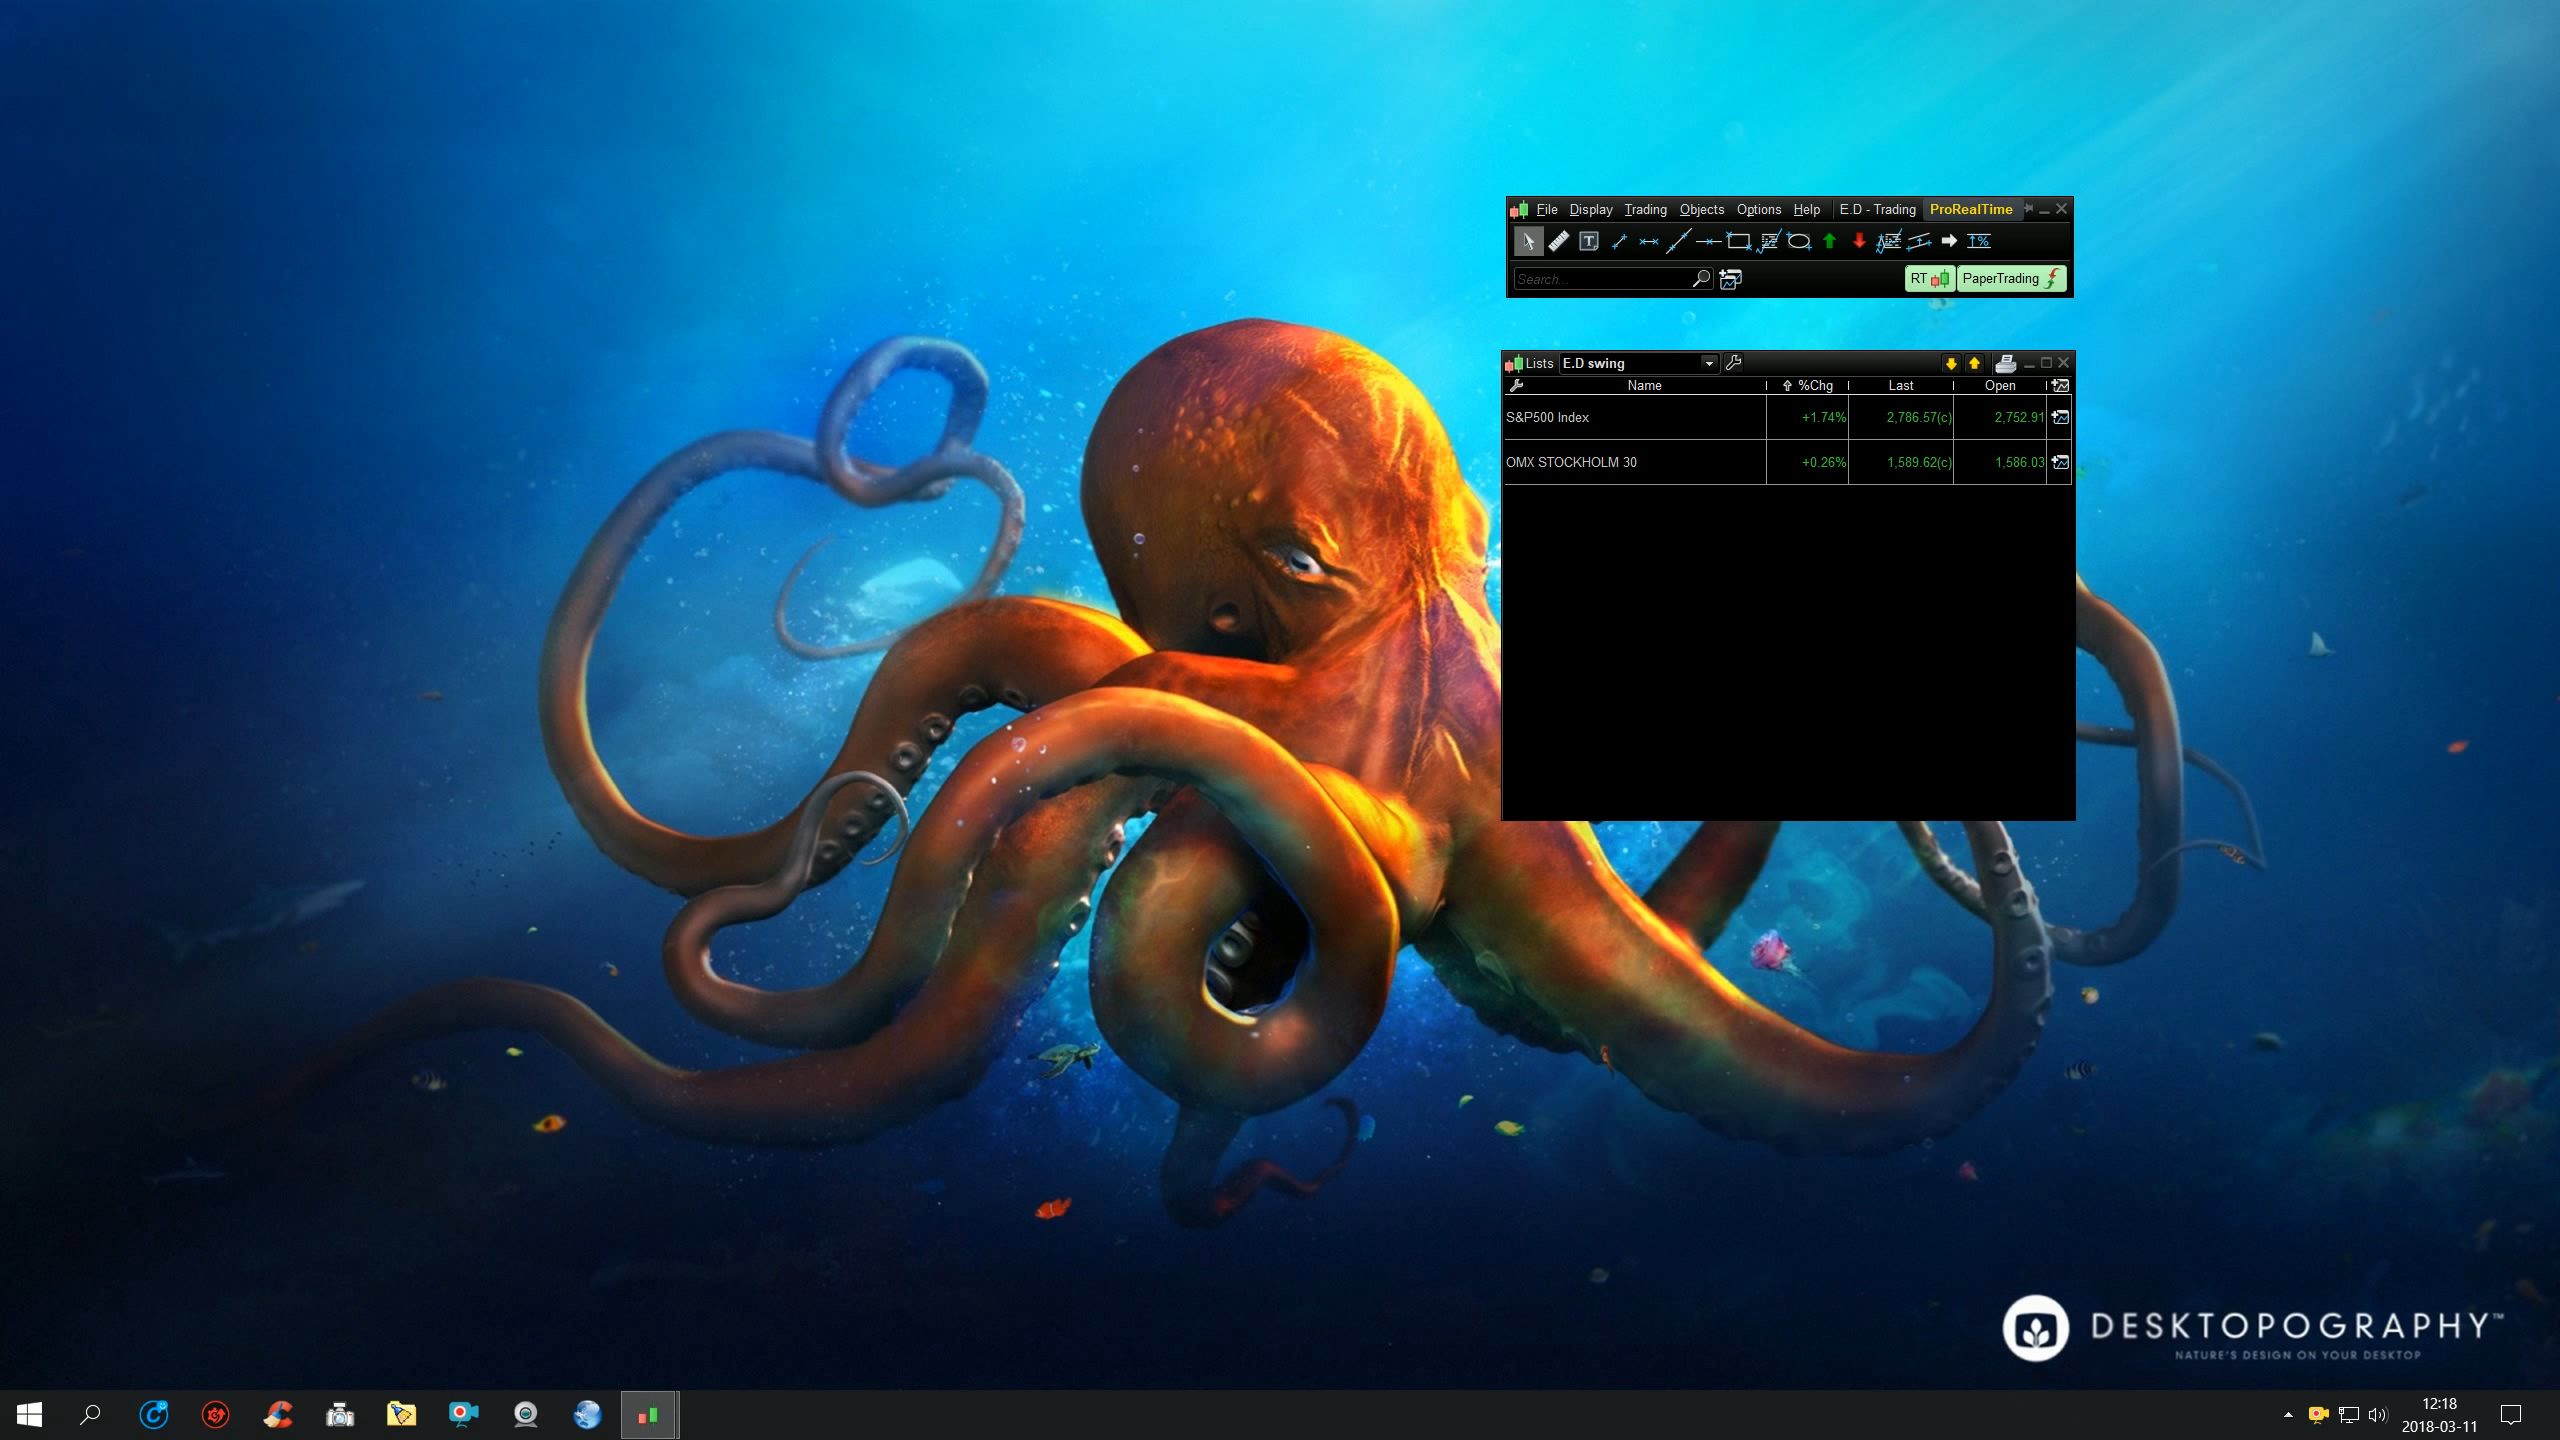 File Display Trading Objects Options Help E.D - Trading ProRealTime
T %
Search... RT PaperTrading
Lists E.D swing
Name %Chg Last Open
S&P500 Index +1.74% 2,786.57(c) 2,752.91
OMX STOCKHOLM 30 +0.26% 1,589.62(c) 1,586.03
DESKTOPOGRAPHY™
NATURE'S DESIGN ON YOUR DESKTOP
12:18
2018-03-11